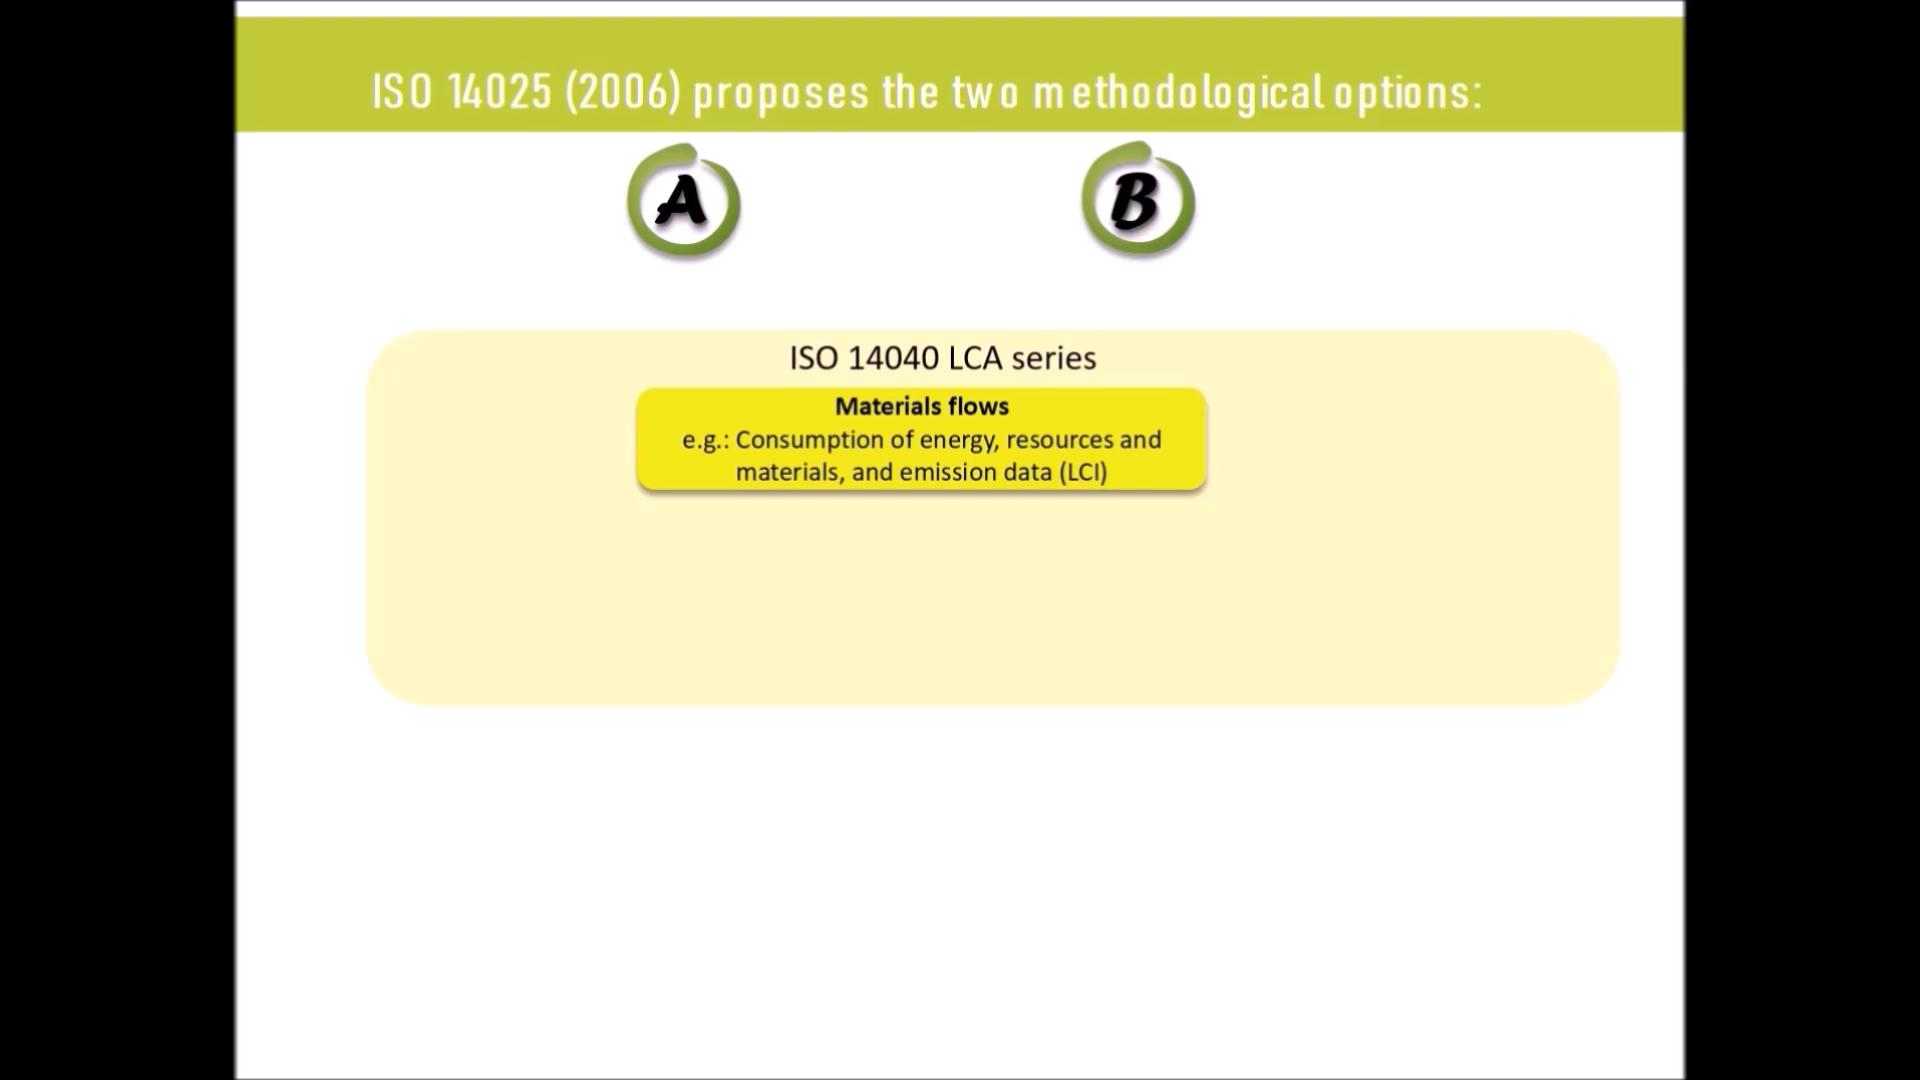 ISO 14025 (2006) proposes the two methodological options:
A
B
ISO 14040 LCA series
Materials flows
e.g.: Consumption of energy, resources and
materials, and emission data (LCI)